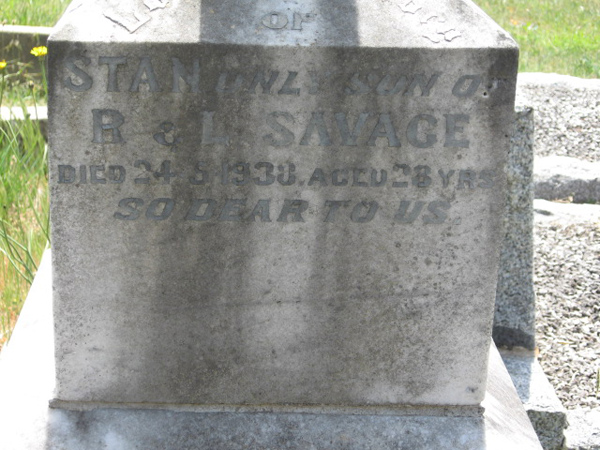 OF
STAN ONLY SON OF
R & L SAVAGE
DIED 24 5 1938. AGED 28 YRS
SO DEAR TO US